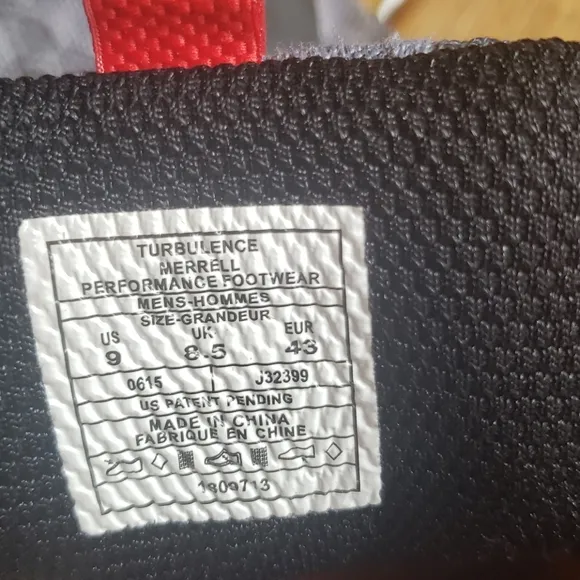 TURBULENCE
MERRELL
PERFORMANCE FOOTWEAR
MENS-HOMMES
SIZE-GRANDEUR
US UK EUR
9 8.5 43
0615 J32399
US PATENT PENDING
MADE IN CHINA
FABRIQUE EN CHINE
1809713